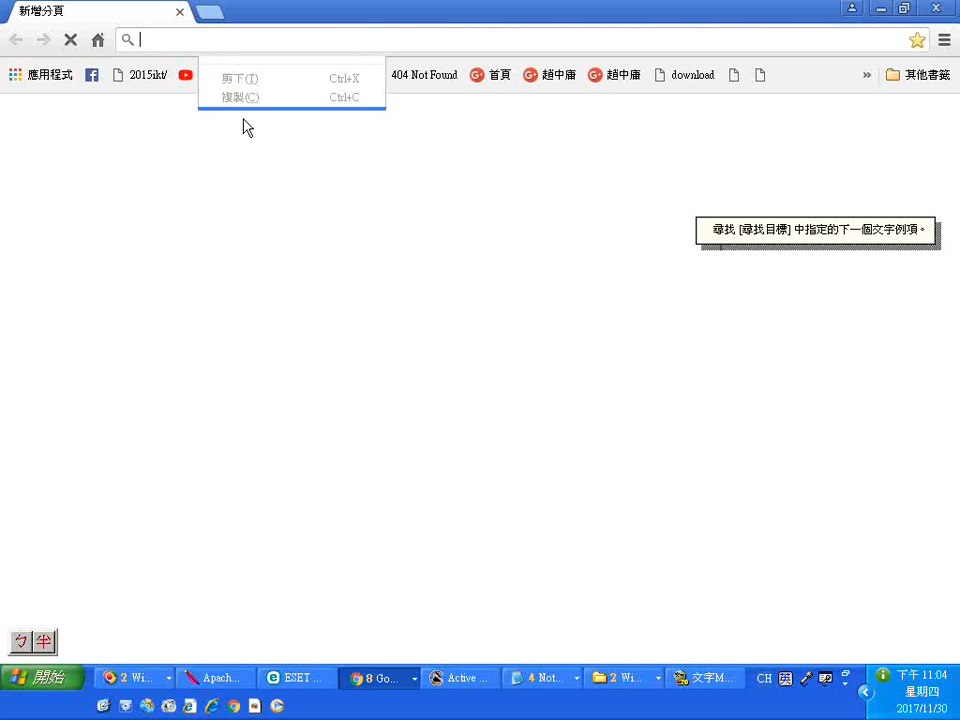 新增分頁
應用程式
2015ikt/
404 Not Found
首頁
趙中庸
趙中庸
download
»
其他書籤
剪下(T) Ctrl+X
複製(C) Ctrl+C
尋找 [尋找目標] 中指定的下一個文字例項。
ㄅ半
開始
2 Wi...
Apach...
ESET ...
8 Go...
Active ...
4 Not...
2 Wi...
文字M...
CH
英
下午 11:04
星期四
2017/11/30